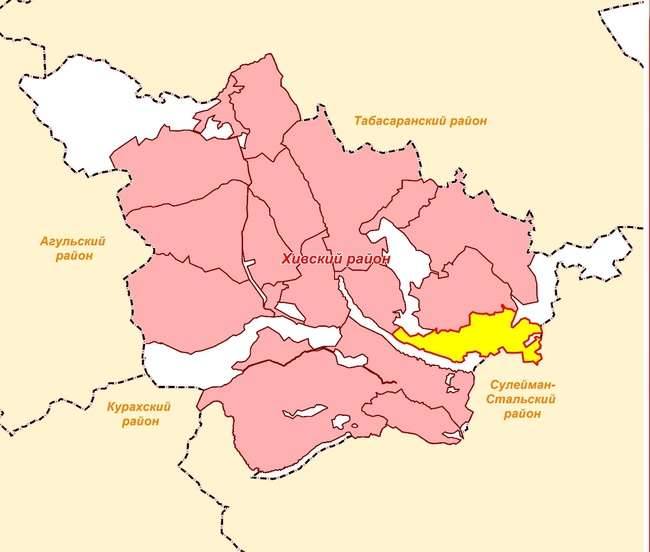 Табасаранский район
Агульский
район
Хивский район
Сулейман-
Стальский
район
Курахский
район